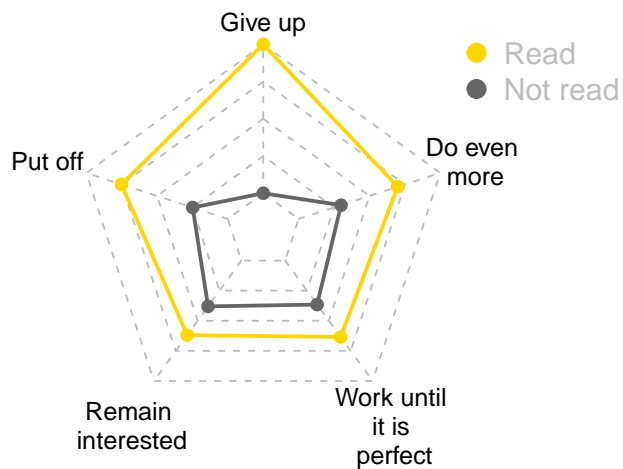 Give up
Read
Not read
Put off
Do even
more
Remain
interested
Work until
it is
perfect